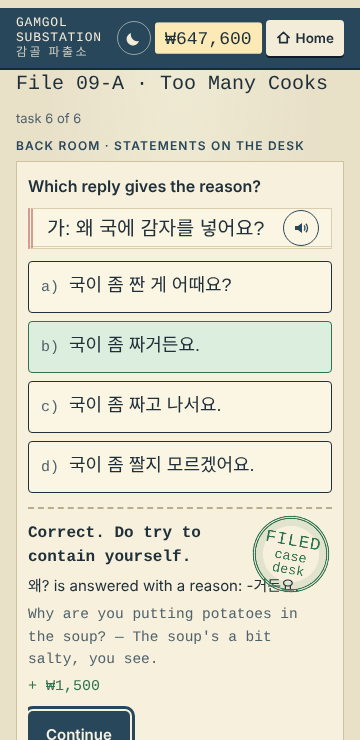 GAMGOL
SUBSTATION
감골 파출소
₩647,600
Home
File 09-A · Too Many Cooks
task 6 of 6
BACK ROOM · STATEMENTS ON THE DESK
Which reply gives the reason?
가: 왜 국에 감자를 넣어요?
a) 국이 좀 짠 게 어때요?
b) 국이 좀 짜거든요.
c) 국이 좀 짜고 나서요.
d) 국이 좀 짤지 모르겠어요.
Correct. Do try to
contain yourself.
FILED
case
desk
왜? is answered with a reason: -거든요.
Why are you putting potatoes in
the soup? — The soup's a bit
salty, you see.
+ ₩1,500
Continue